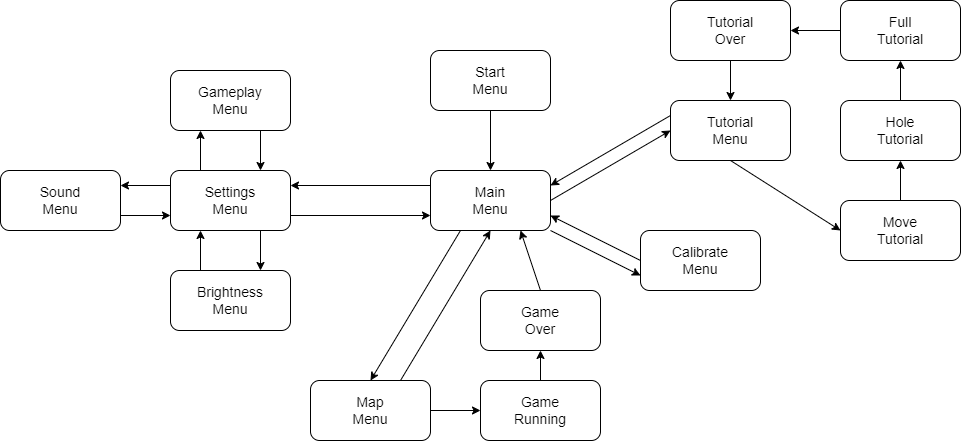 Tutorial
Over
Full
Tutorial
Start
Menu
Gameplay
Menu
Tutorial
Menu
Hole
Tutorial
Sound
Menu
Settings
Menu
Main
Menu
Move
Tutorial
Calibrate
Menu
Brightness
Menu
Game
Over
Map
Menu
Game
Running